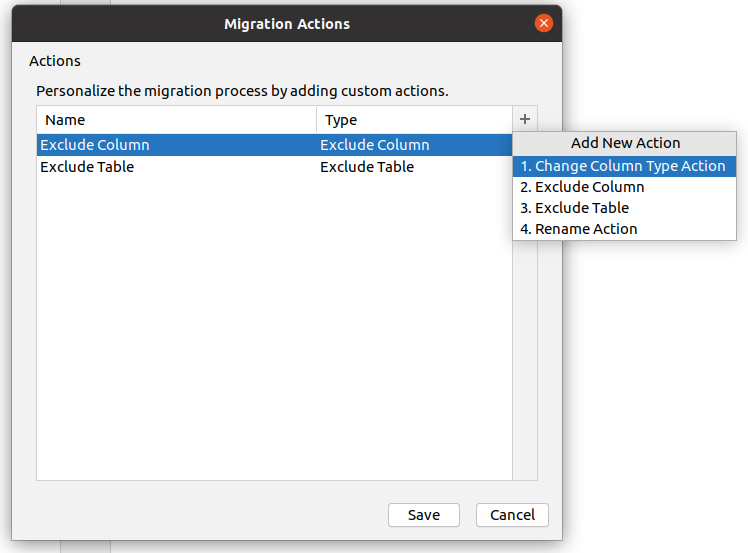 Migration Actions
Actions
Personalize the migration process by adding custom actions.
Name Type +
Exclude Column Exclude Column
Exclude Table Exclude Table
Add New Action
1. Change Column Type Action
2. Exclude Column
3. Exclude Table
4. Rename Action
Save Cancel